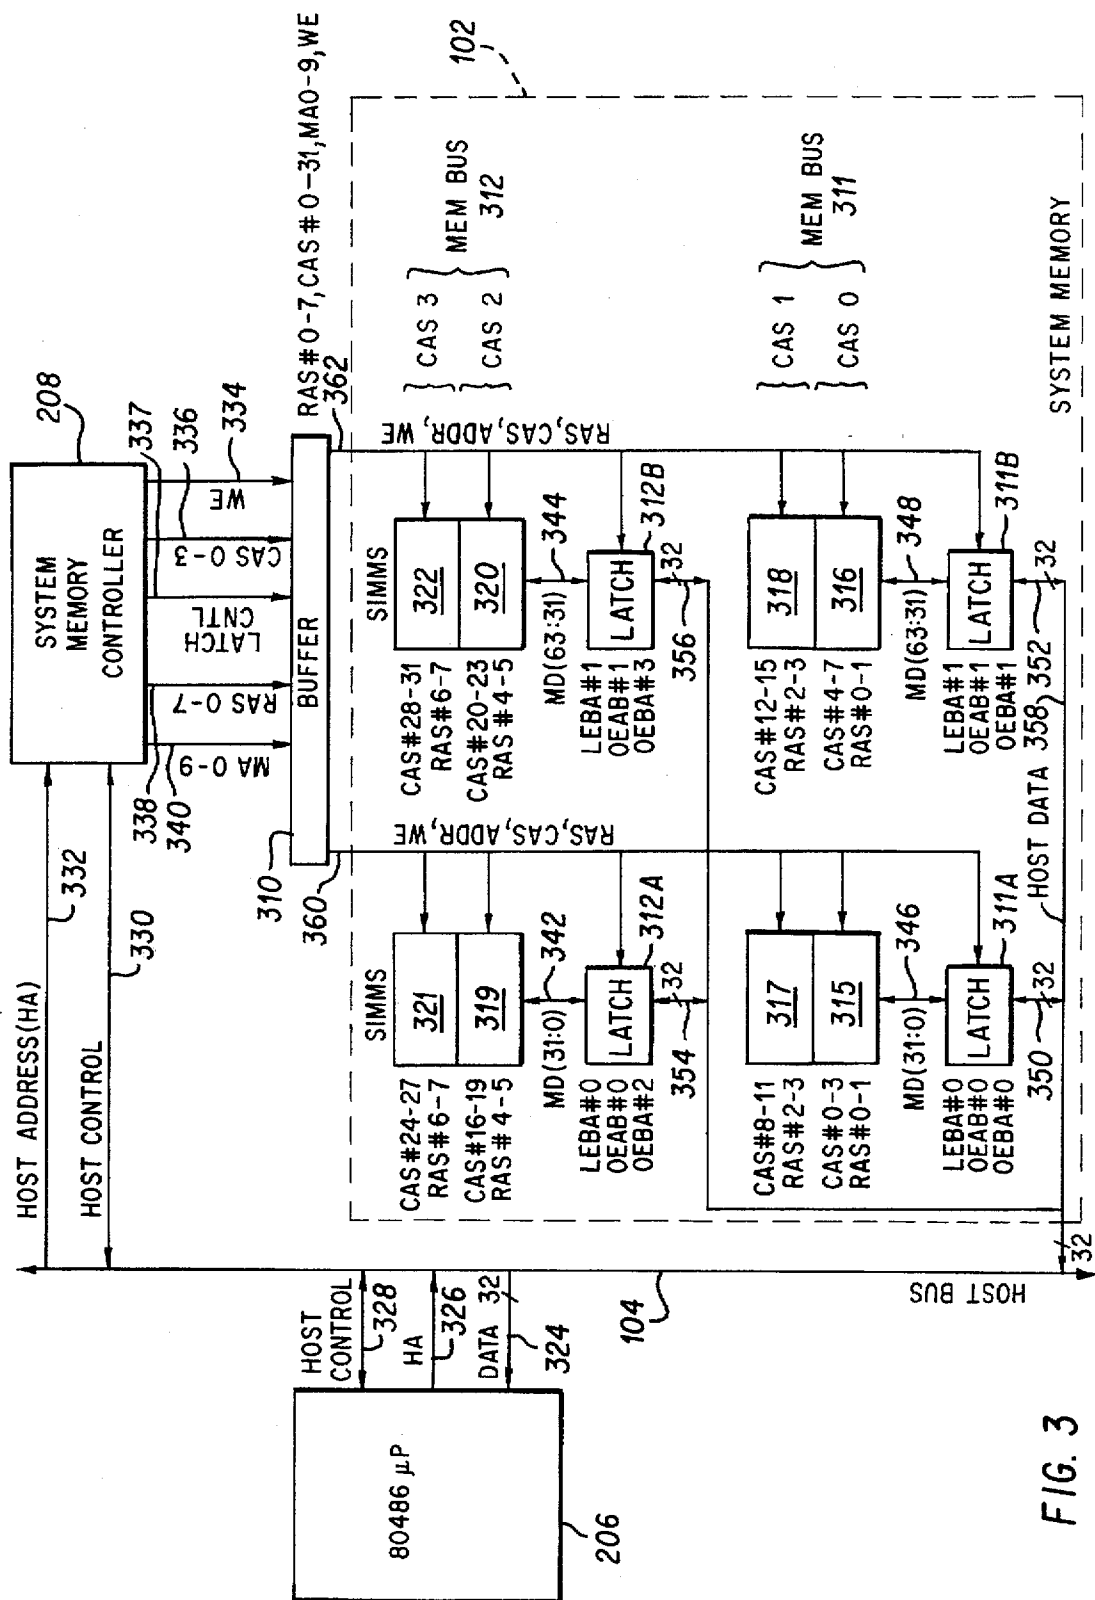 HOST ADDRESS(HA)
332
HOST CONTROL
330
SYSTEM
MEMORY
CONTROLLER
208
MA 0-9
340
RAS 0-7
338
LATCH
CNTL
337
CAS 0-3
336
WE
334
310
BUFFER
RAS#0-7,CAS#0-31,MA0-9,WE
360
362
102
RAS,CAS,ADDR,WE
RAS,CAS,ADDR,WE
SIMMS
321
319
CAS#24-27
RAS#6-7
CAS#16-19
RAS#4-5
MD(31:0)
342
LEBA#0
OEAB#0
OEBA#2
LATCH
312A
32
354
SIMMS
322
320
CAS#28-31
RAS#6-7
CAS#20-23
RAS#4-5
MD(63:31)
344
LEBA#1
OEAB#1
OEBA#3
LATCH
312B
32
356
CAS 3
CAS 2
MEM BUS
312
317
315
CAS#8-11
RAS#2-3
CAS#0-3
RAS#0-1
MD(31:0)
346
LEBA#0
OEAB#0
OEBA#0
LATCH
311A
32
350
318
316
CAS#12-15
RAS#2-3
CAS#4-7
RAS#0-1
MD(63:31)
348
LEBA#1
OEAB#1
OEBA#1
LATCH
311B
32
352
CAS 1
CAS 0
MEM BUS
311
HOST DATA 358
SYSTEM MEMORY
32
HOST BUS
104
HOST
CONTROL
328
HA
326
DATA 32
324
80486 µP
206
FIG. 3